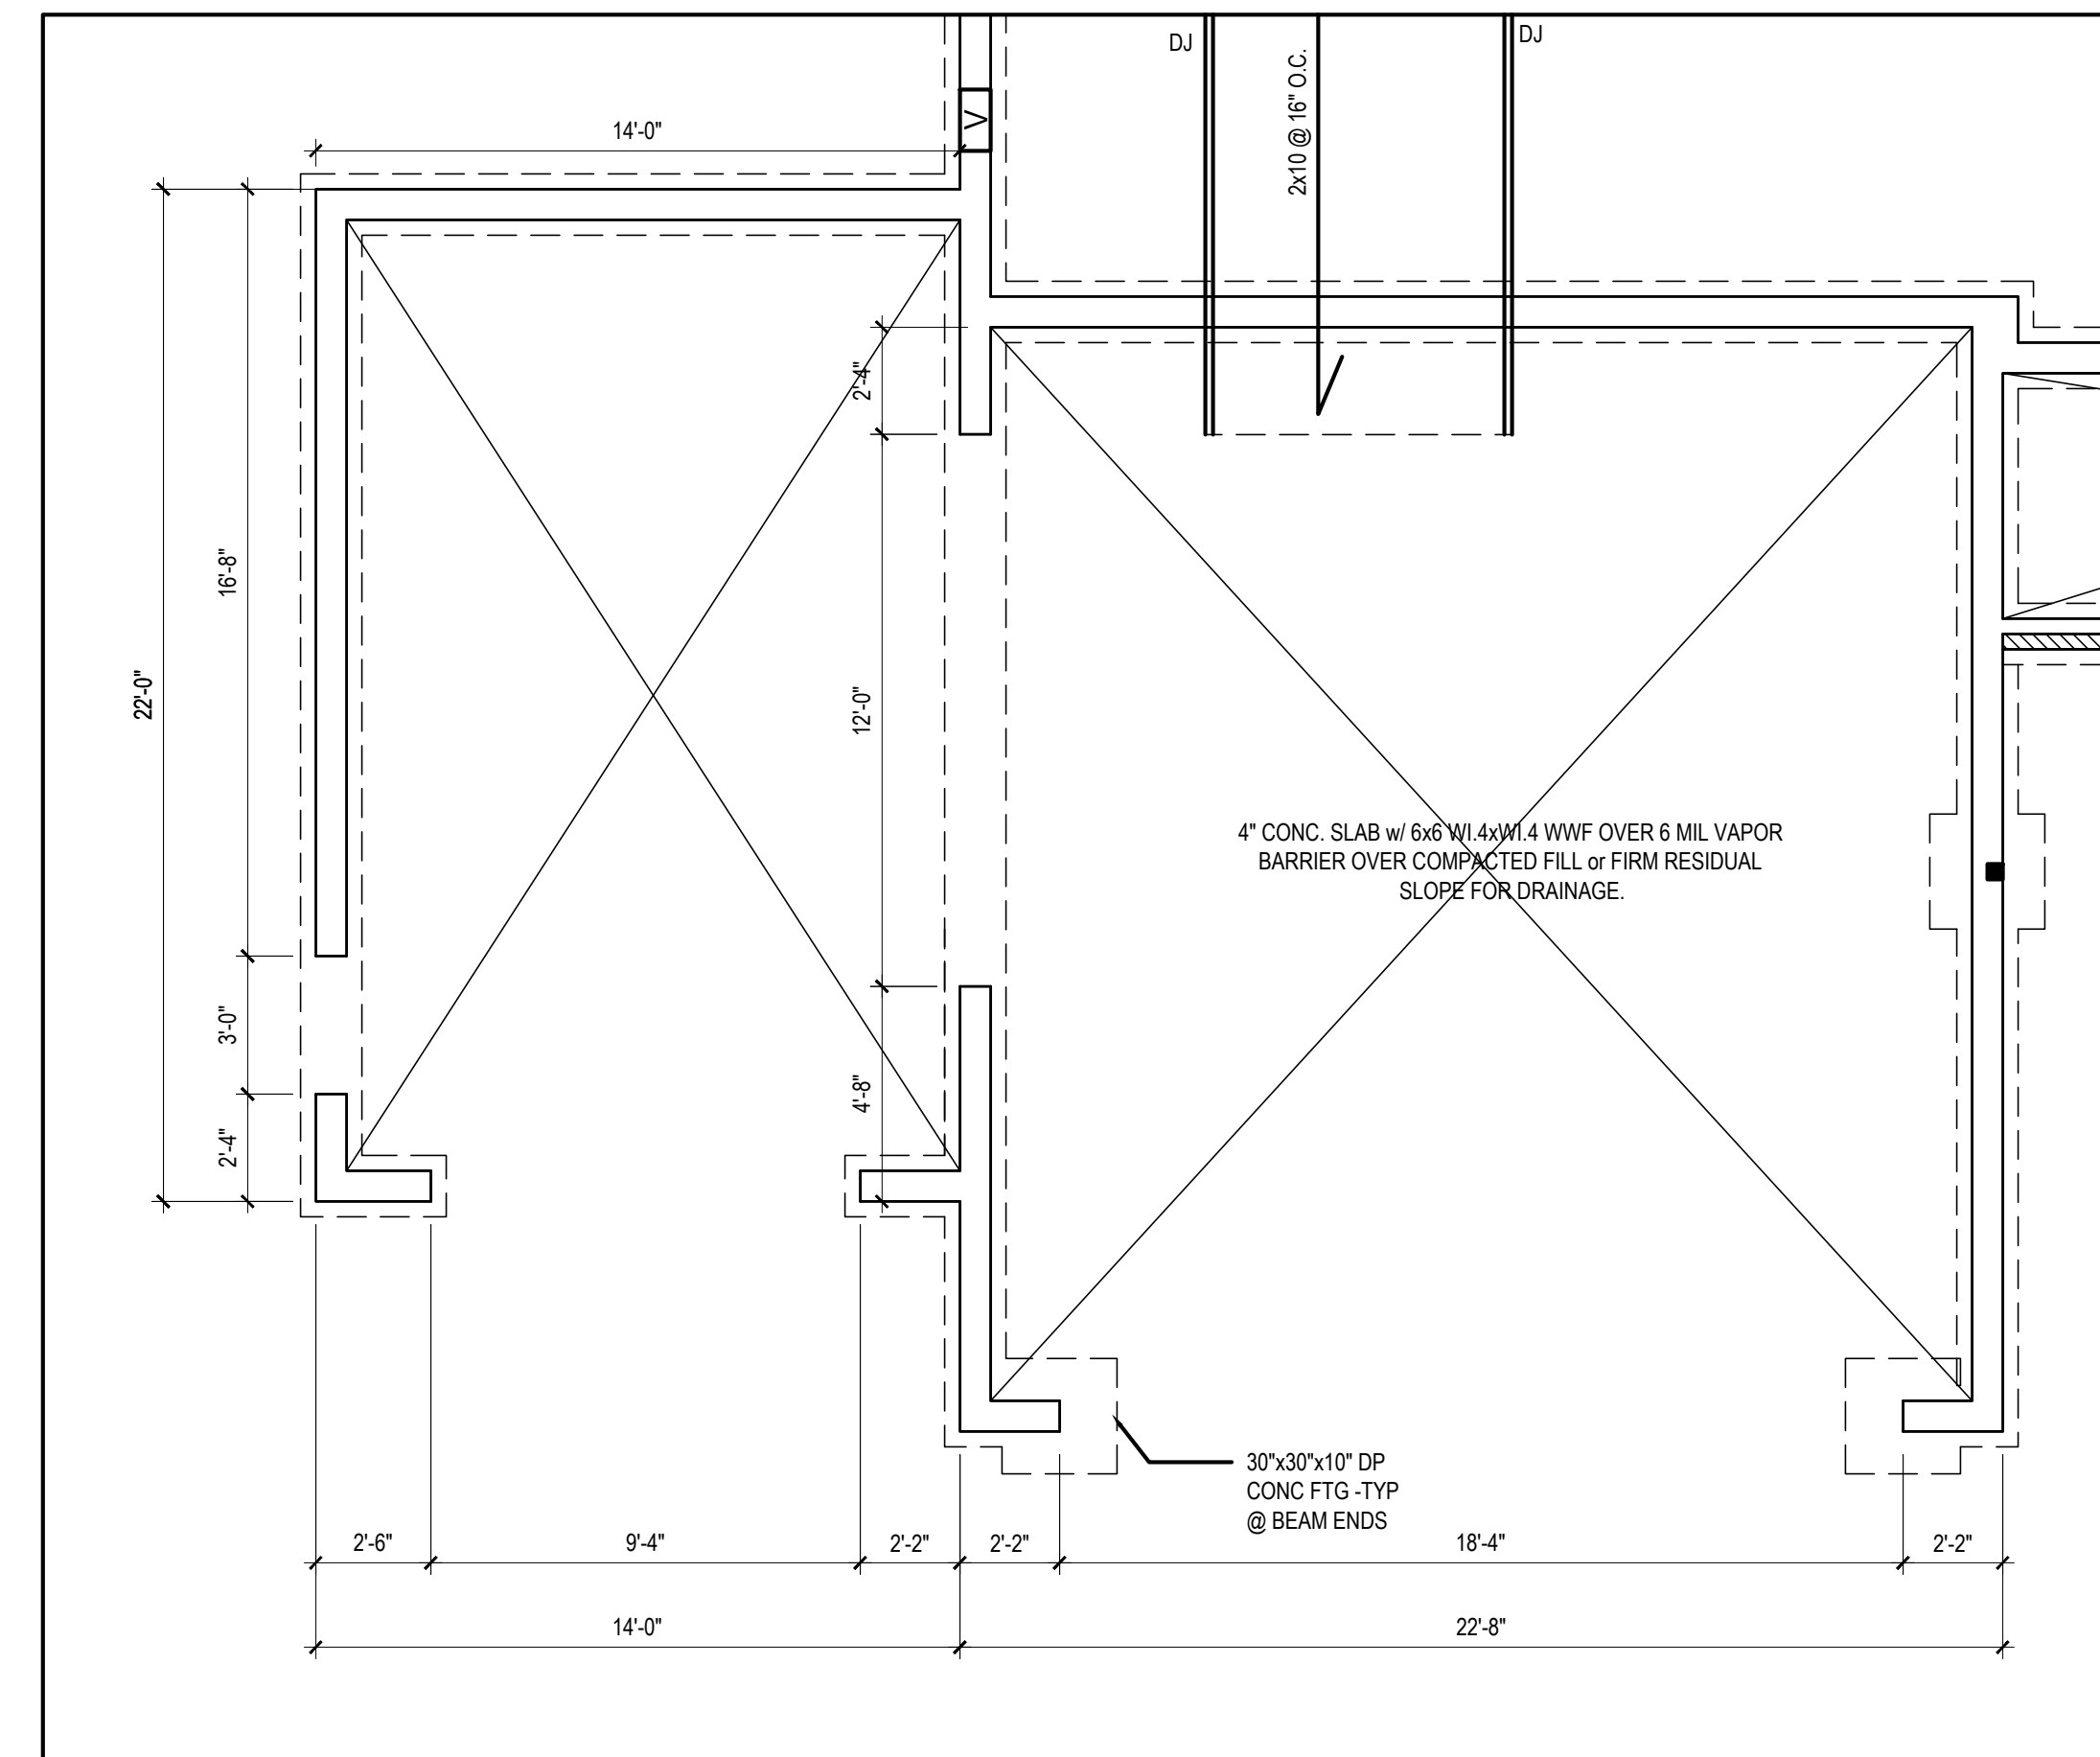 DJ
DJ
2x10 @ 16" O.C.
V
14'-0"
2'-4"
16'-8"
22'-0"
12'-0"
4" CONC. SLAB w/ 6x6 WI.4xWI.4 WWF OVER 6 MIL VAPOR
BARRIER OVER COMPACTED FILL or FIRM RESIDUAL
SLOPE FOR DRAINAGE.
3'-0"
4'-8"
2'-4"
30"x30"x10" DP
CONC FTG -TYP
@ BEAM ENDS
2'-6"
9'-4"
2'-2"
2'-2"
18'-4"
2'-2"
14'-0"
22'-8"